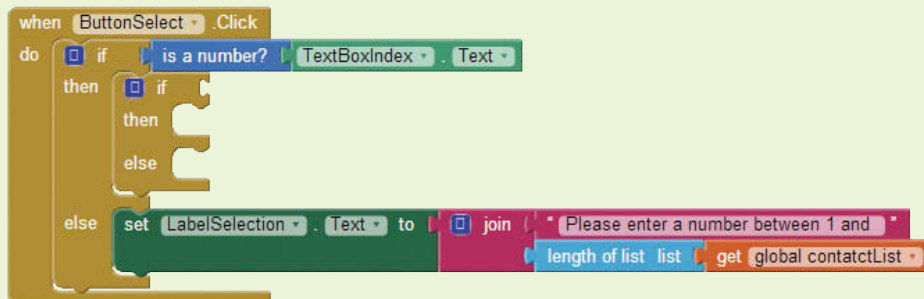 when ButtonSelect .Click
do if is a number? TextBoxIndex . Text
then if
then
else
else set LabelSelection . Text to join " Please enter a number between 1 and "
length of list list get global contatctList